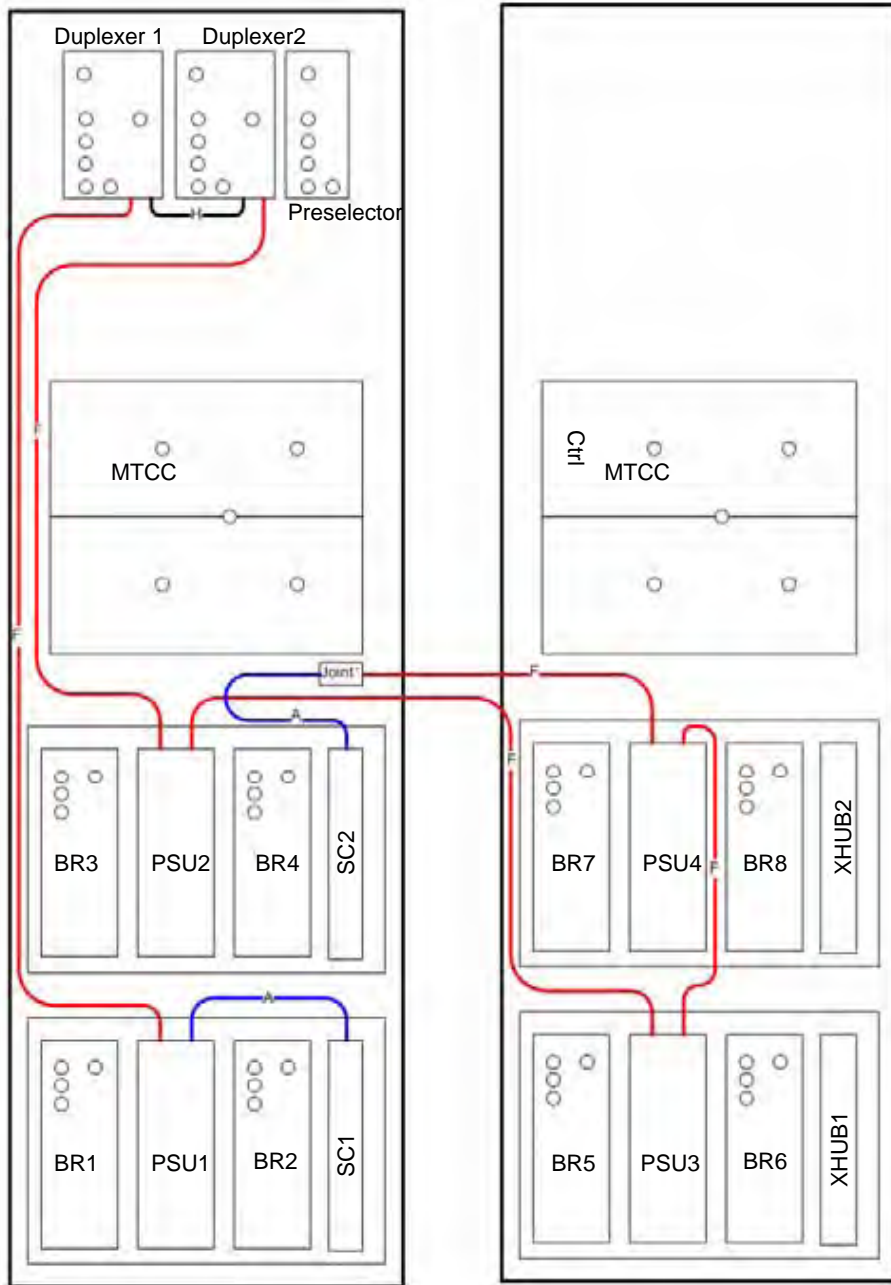 Duplexer 1
Duplexer2
H
Preselector
F
MTCC
Ctrl
MTCC
F
Joint
F
A
F
BR3
PSU2
BR4
SC2
BR7
PSU4
F
BR8
XHUB2
A
BR1
PSU1
BR2
SC1
BR5
PSU3
BR6
XHUB1